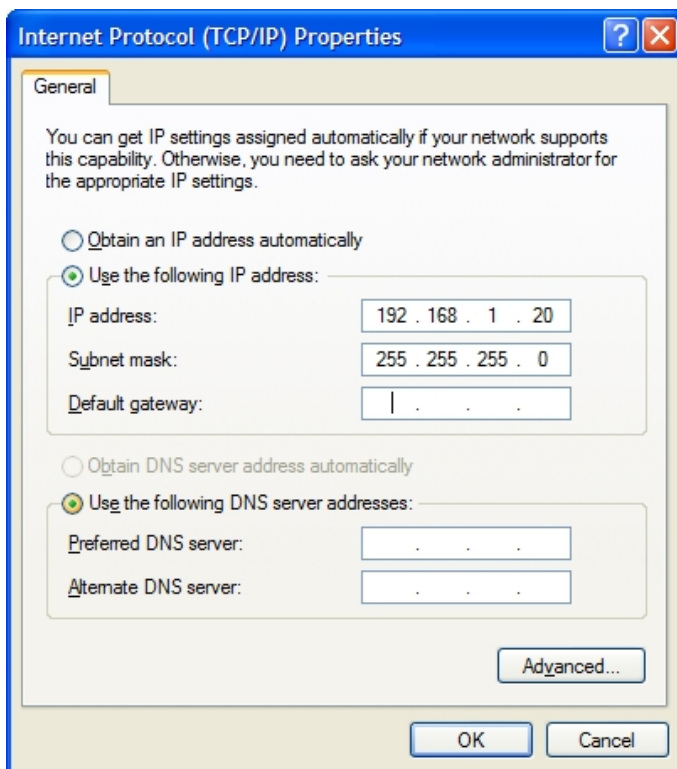 Internet Protocol (TCP/IP) Properties
General
You can get IP settings assigned automatically if your network supports
this capability. Otherwise, you need to ask your network administrator for
the appropriate IP settings.
Obtain an IP address automatically
Use the following IP address:
IP address: 192 . 168 . 1 . 20
Subnet mask: 255 . 255 . 255 . 0
Default gateway: . . .
Obtain DNS server address automatically
Use the following DNS server addresses:
Preferred DNS server: . . .
Alternate DNS server: . . .
Advanced...
OK Cancel